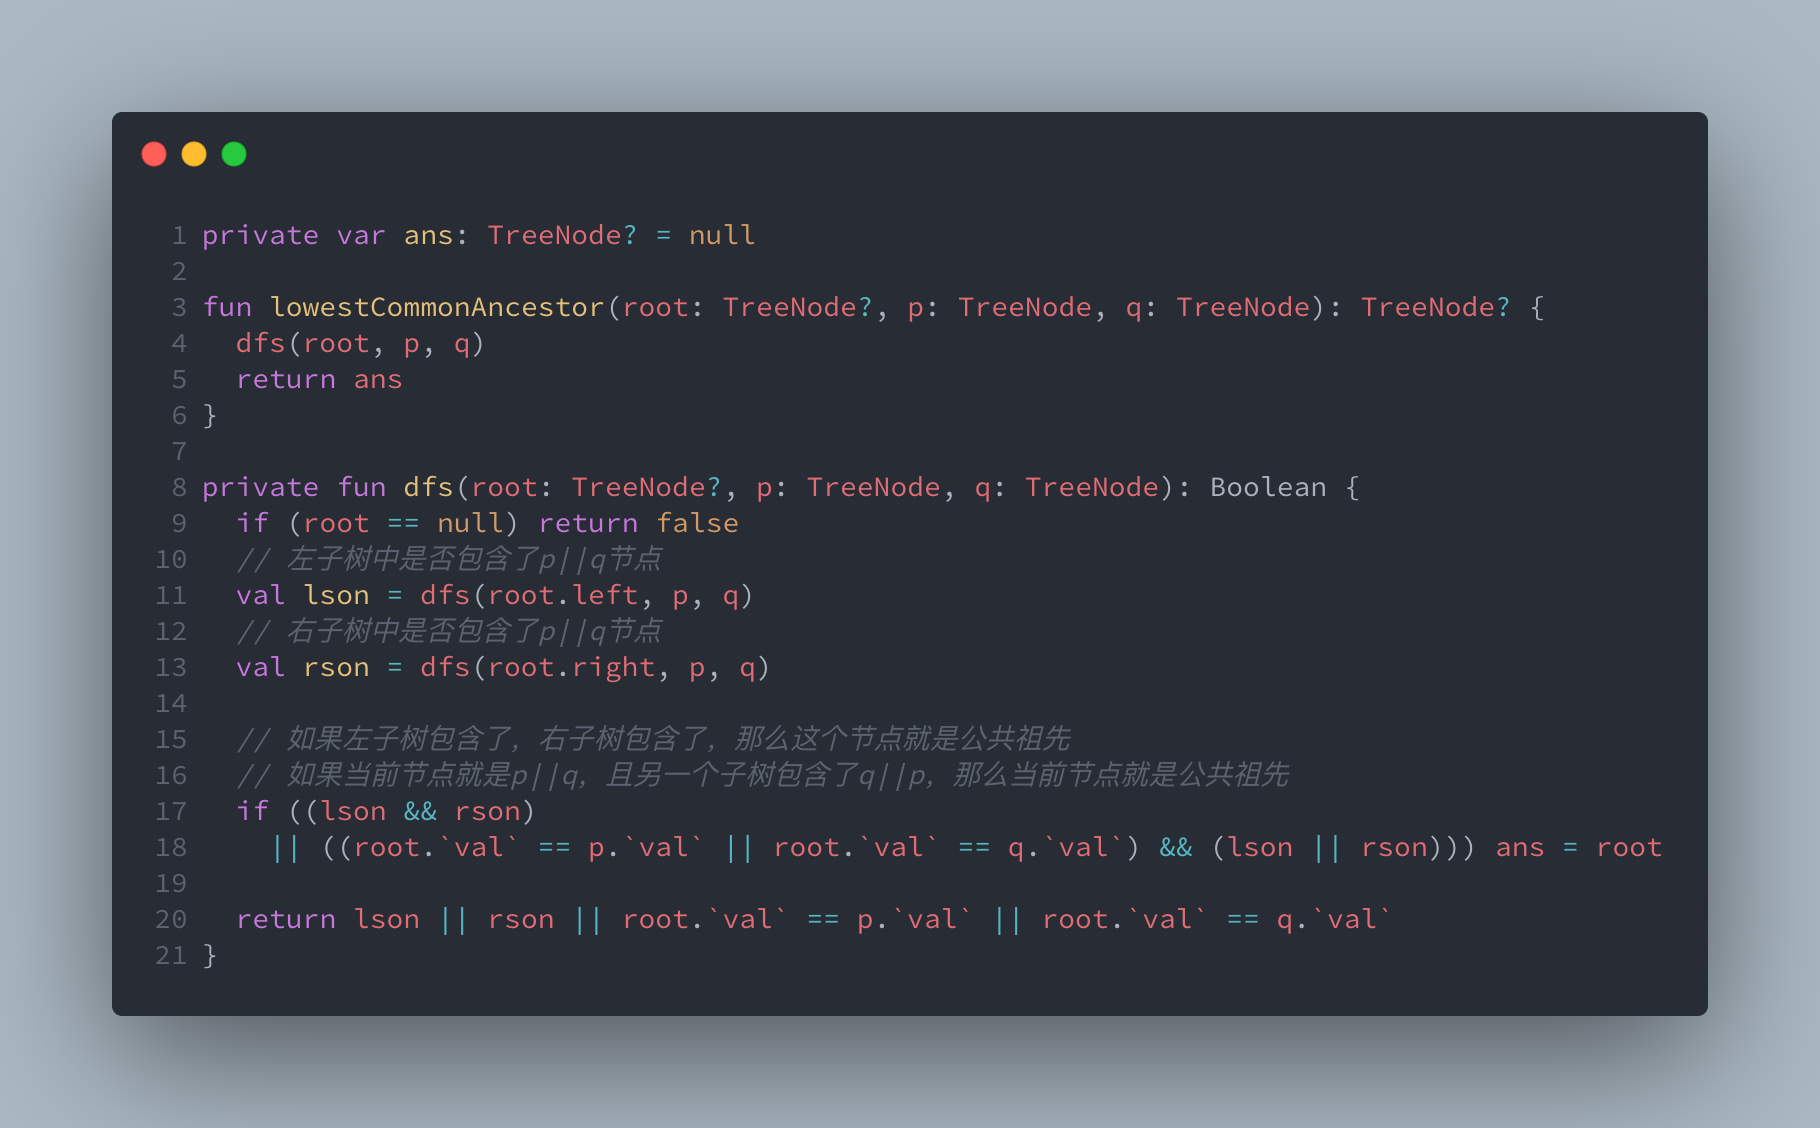 1 private var ans: TreeNode? = null
2
3 fun lowestCommonAncestor(root: TreeNode?, p: TreeNode, q: TreeNode): TreeNode? {
4   dfs(root, p, q)
5   return ans
6 }
7
8 private fun dfs(root: TreeNode?, p: TreeNode, q: TreeNode): Boolean {
9   if (root == null) return false
10   // 左子树中是否包含了p||q节点
11   val lson = dfs(root.left, p, q)
12   // 右子树中是否包含了p||q节点
13   val rson = dfs(root.right, p, q)
14
15   // 如果左子树包含了，右子树包含了，那么这个节点就是公共祖先
16   // 如果当前节点就是p||q，且另一个子树包含了q||p，那么当前节点就是公共祖先
17   if ((lson && rson)
18     || ((root.`val` == p.`val` || root.`val` == q.`val`) && (lson || rson))) ans = root
19
20   return lson || rson || root.`val` == p.`val` || root.`val` == q.`val`
21 }